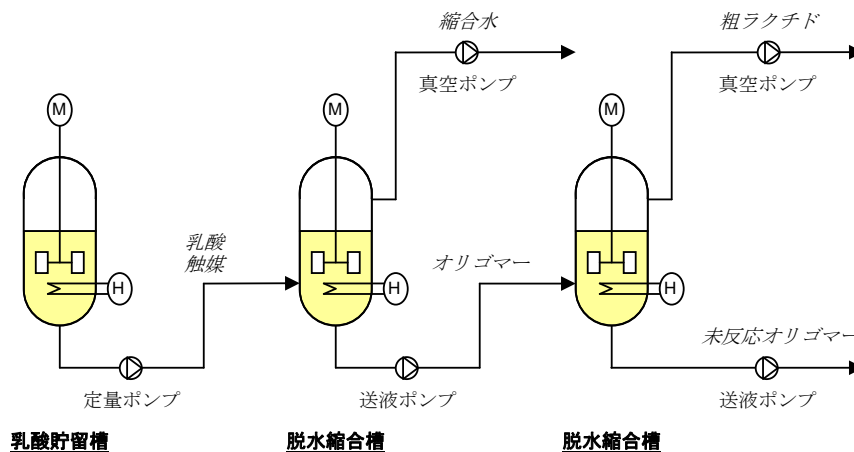 縮合水
粗ラクチド
真空ポンプ
真空ポンプ
M
M
M
乳酸
触媒
オリゴマー
H
H
H
未反応オリゴマー
定量ポンプ
送液ポンプ
送液ポンプ
乳酸貯留槽
脱水縮合槽
脱水縮合槽